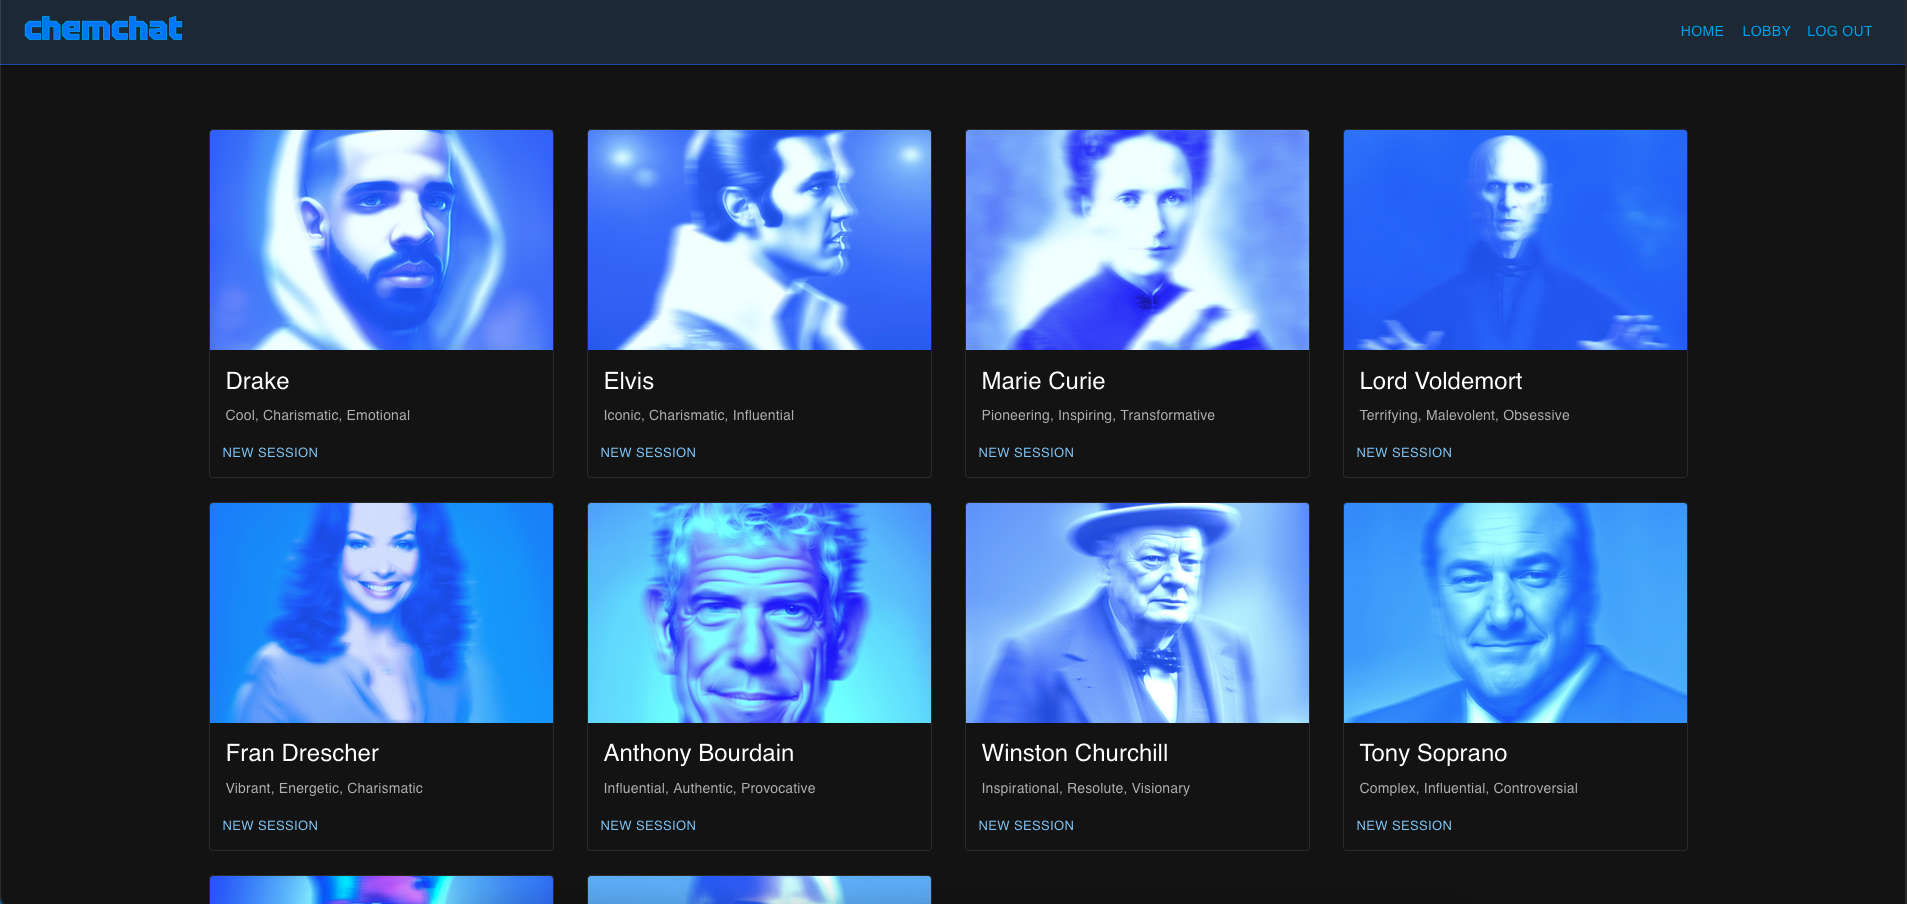 chemchat
HOME LOBBY LOG OUT
Drake
Cool, Charismatic, Emotional
NEW SESSION
Elvis
Iconic, Charismatic, Influential
NEW SESSION
Marie Curie
Pioneering, Inspiring, Transformative
NEW SESSION
Lord Voldemort
Terrifying, Malevolent, Obsessive
NEW SESSION
Fran Drescher
Vibrant, Energetic, Charismatic
NEW SESSION
Anthony Bourdain
Influential, Authentic, Provocative
NEW SESSION
Winston Churchill
Inspirational, Resolute, Visionary
NEW SESSION
Tony Soprano
Complex, Influential, Controversial
NEW SESSION